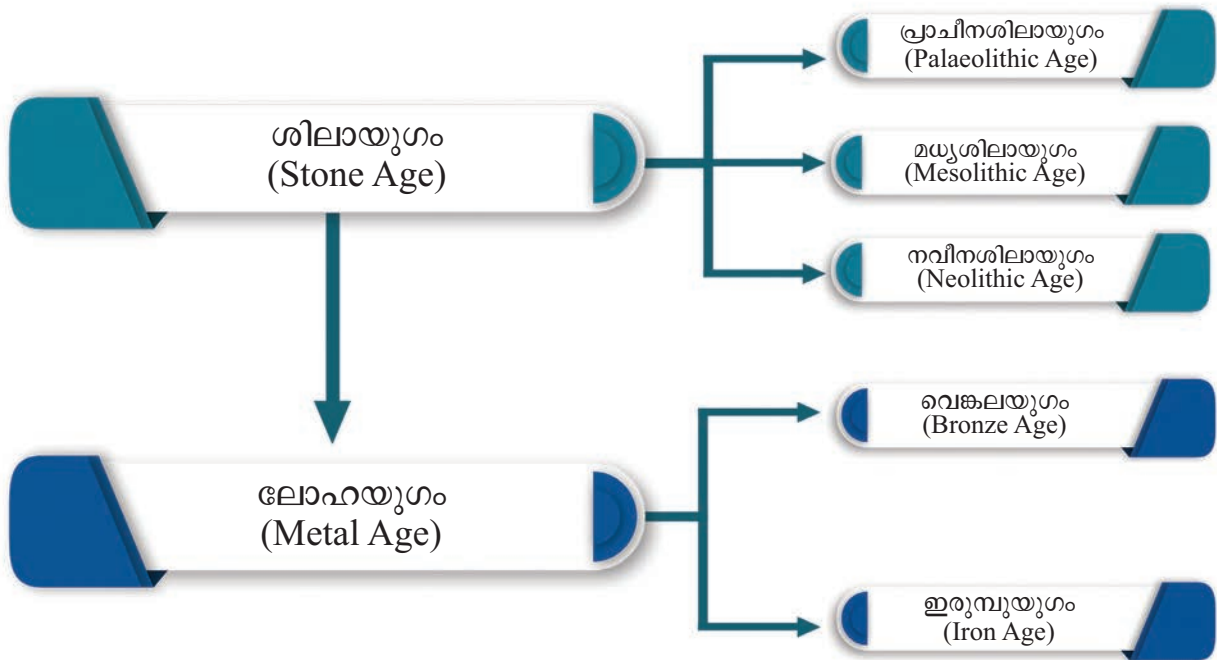 ശിലായുഗം
(Stone Age)
പ്രാചീനശിലായുഗം
(Palaeolithic Age)
മധ്യശിലായുഗം
(Mesolithic Age)
നവീനശിലായുഗം
(Neolithic Age)
ലോഹയുഗം
(Metal Age)
വെങ്കലയുഗം
(Bronze Age)
ഇരുമ്പുയുഗം
(Iron Age)